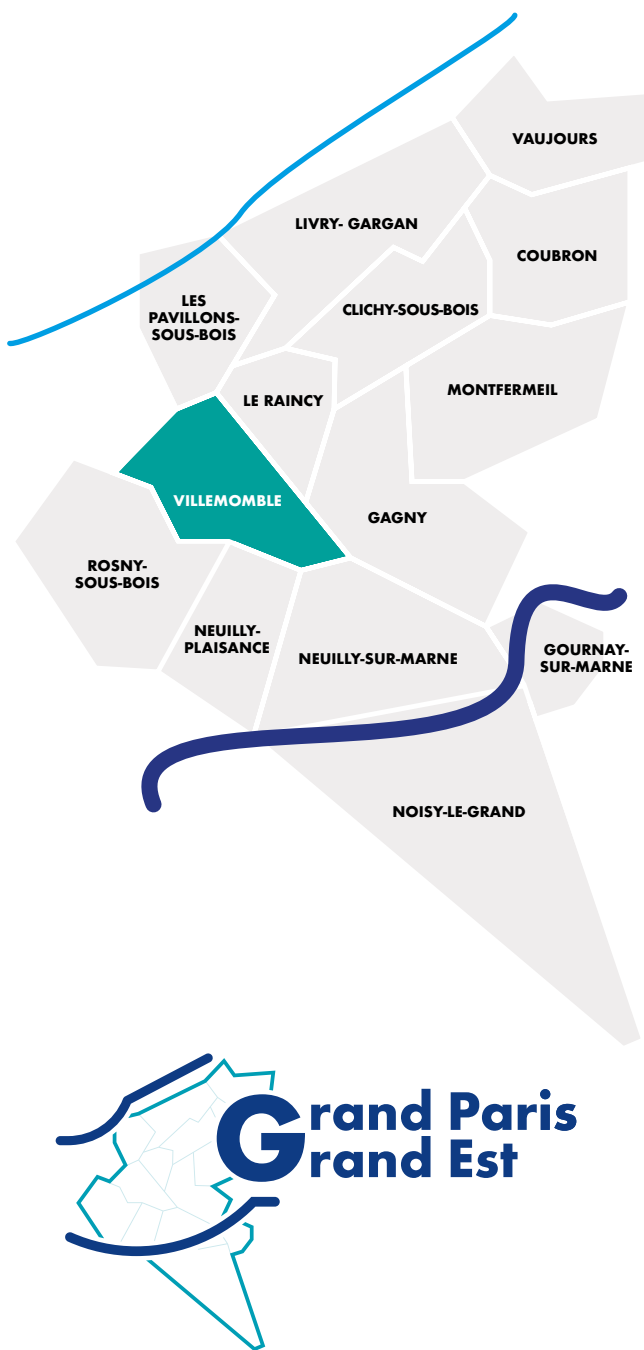 VAUJOURS
LIVRY- GARGAN
COUBRON
LES
PAVILLONS-
SOUS-BOIS
CLICHY-SOUS-BOIS
LE RAINCY
MONTFERMEIL
VILLEMOMBLE
GAGNY
ROSNY-
SOUS-BOIS
NEUILLY-
PLAISANCE
NEUILLY-SUR-MARNE
GOURNAY-
SUR-MARNE
NOISY-LE-GRAND
Grand Paris
Grand Est